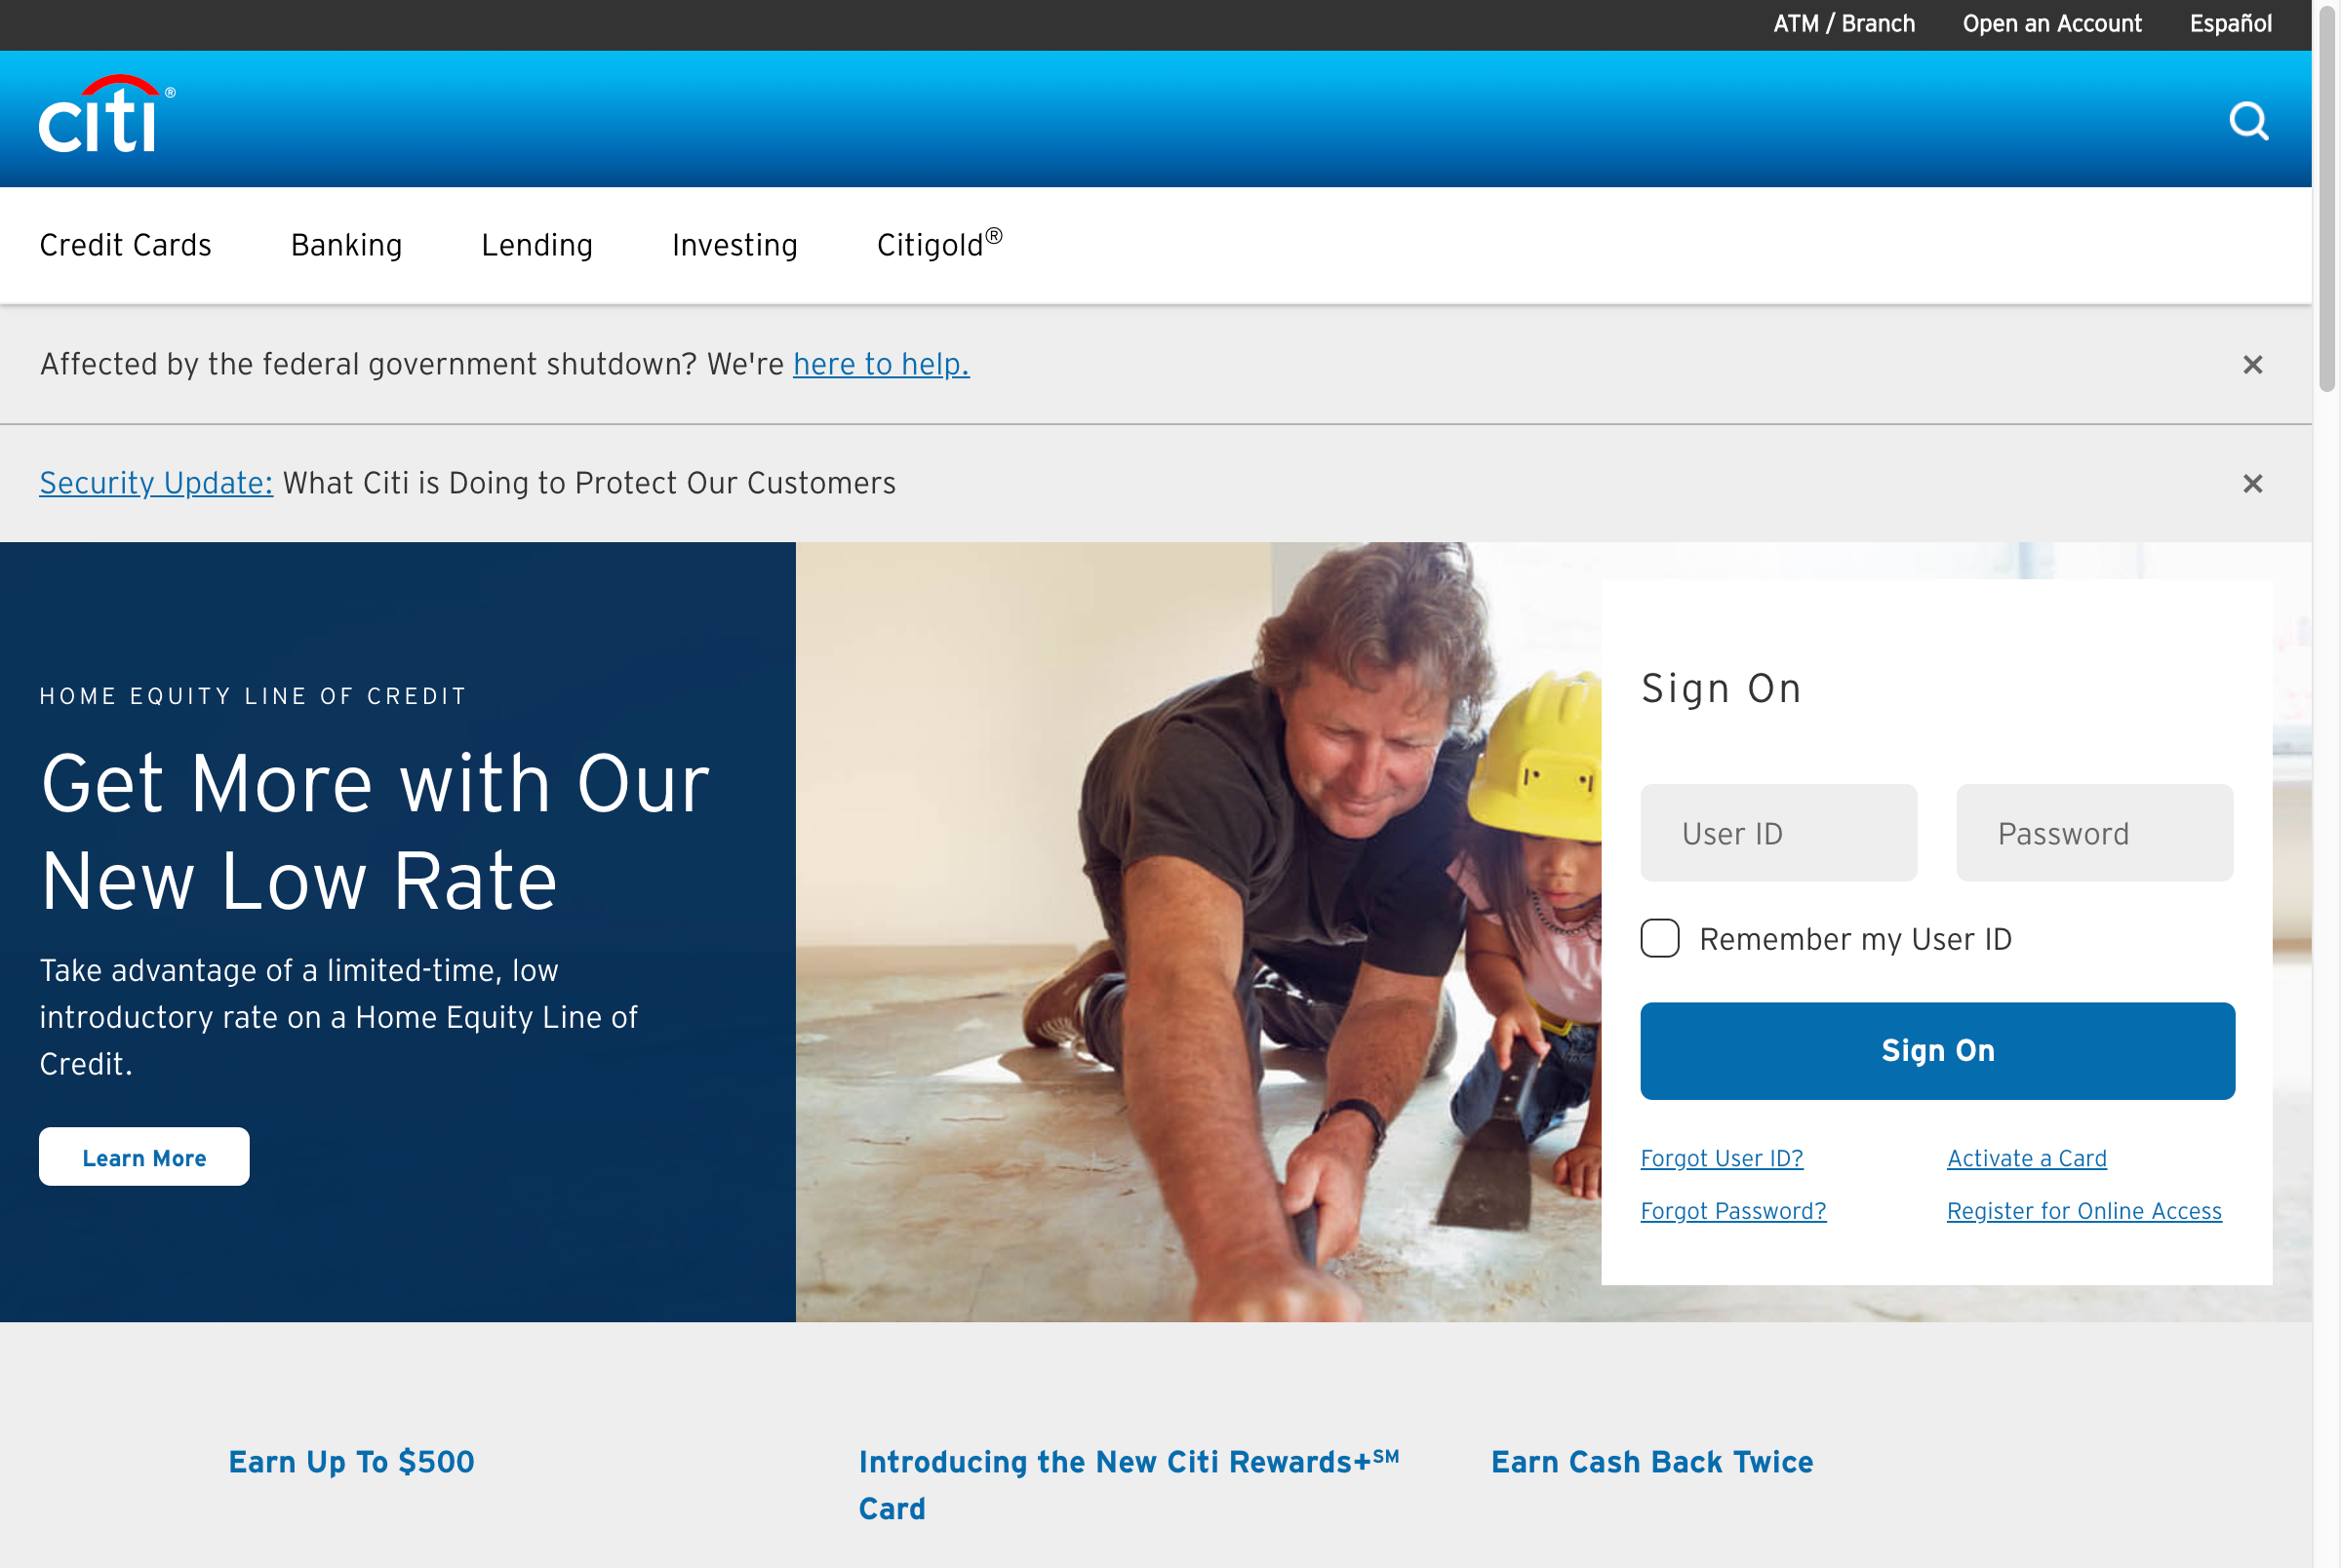 ATM / Branch
Open an Account
Español
citi®
Credit Cards
Banking
Lending
Investing
Citigold®
Affected by the federal government shutdown? We're here to help.
Security Update: What Citi is Doing to Protect Our Customers
HOME EQUITY LINE OF CREDIT
Get More with Our
New Low Rate
Take advantage of a limited-time, low
introductory rate on a Home Equity Line of
Credit.
Learn More
Sign On
User ID
Password
Remember my User ID
Sign On
Forgot User ID?
Activate a Card
Forgot Password?
Register for Online Access
Earn Up To $500
Introducing the New Citi Rewards+℠
Card
Earn Cash Back Twice